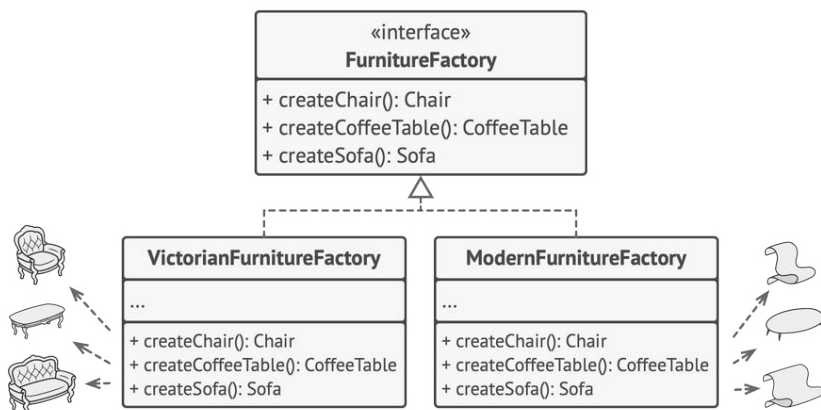 «interface»
FurnitureFactory
+ createChair(): Chair
+ createCoffeeTable(): CoffeeTable
+ createSofa(): Sofa
VictorianFurnitureFactory
...
+ createChair(): Chair
+ createCoffeeTable(): CoffeeTable
+ createSofa(): Sofa
ModernFurnitureFactory
...
+ createChair(): Chair
+ createCoffeeTable(): CoffeeTable
+ createSofa(): Sofa